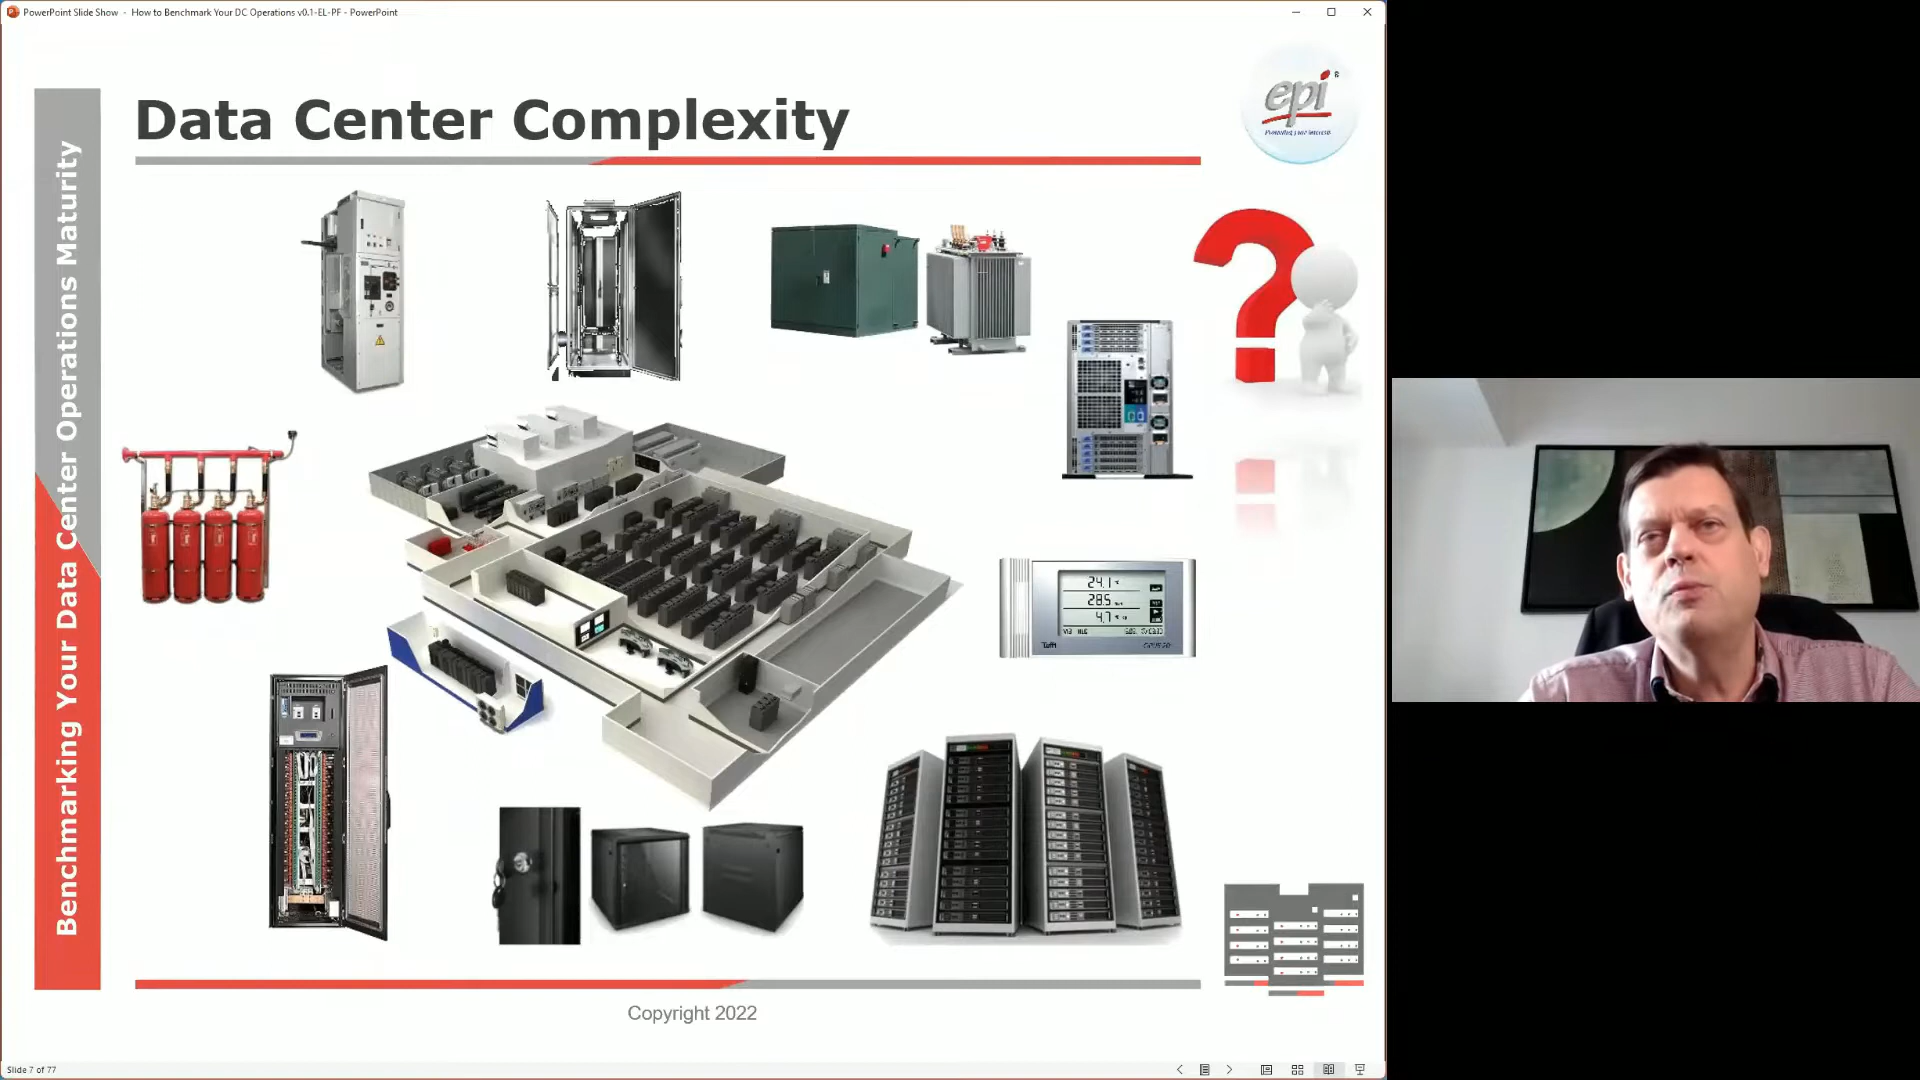 PowerPoint Slide Show - How to Benchmark Your DC Operations v0.1-EL-PF - PowerPoint
Data Center Complexity
epi ®
Benchmarking Your Data Center Operations Maturity
24.1
28.5
4.7
Copyright 2022
Slide 7 of 77